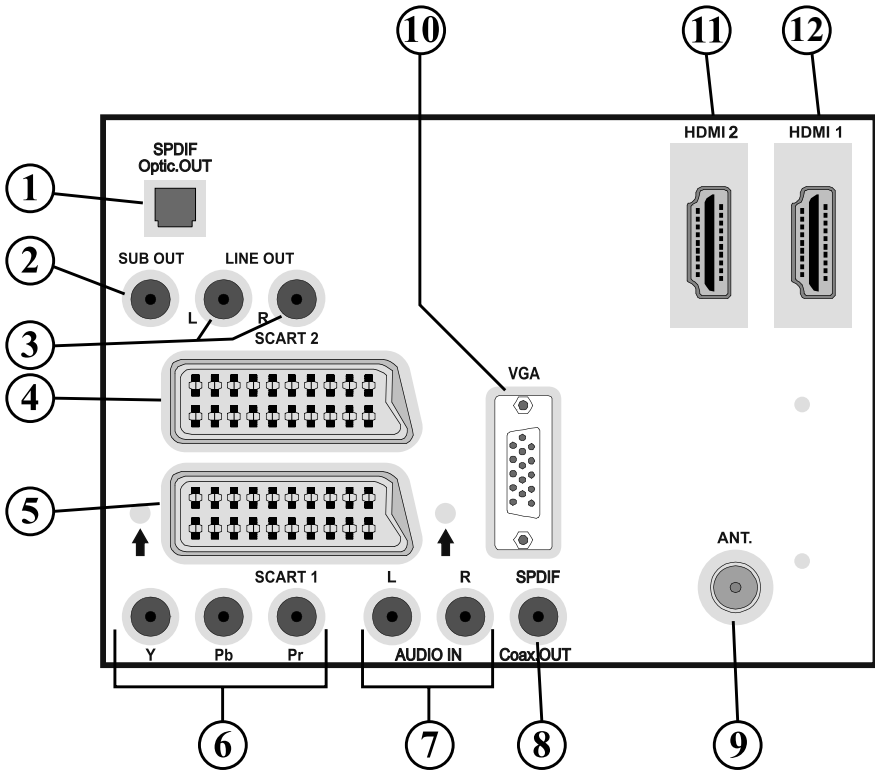 10
11
12
HDMI 2
HDMI 1
SPDIF
Optic.OUT
1
2
SUB OUT
LINE OUT
L
R
3
SCART 2
4
VGA
5
ANT.
SCART 1
L
R
SPDIF
Y
Pb
Pr
AUDIO IN
Coax.OUT
6
7
8
9